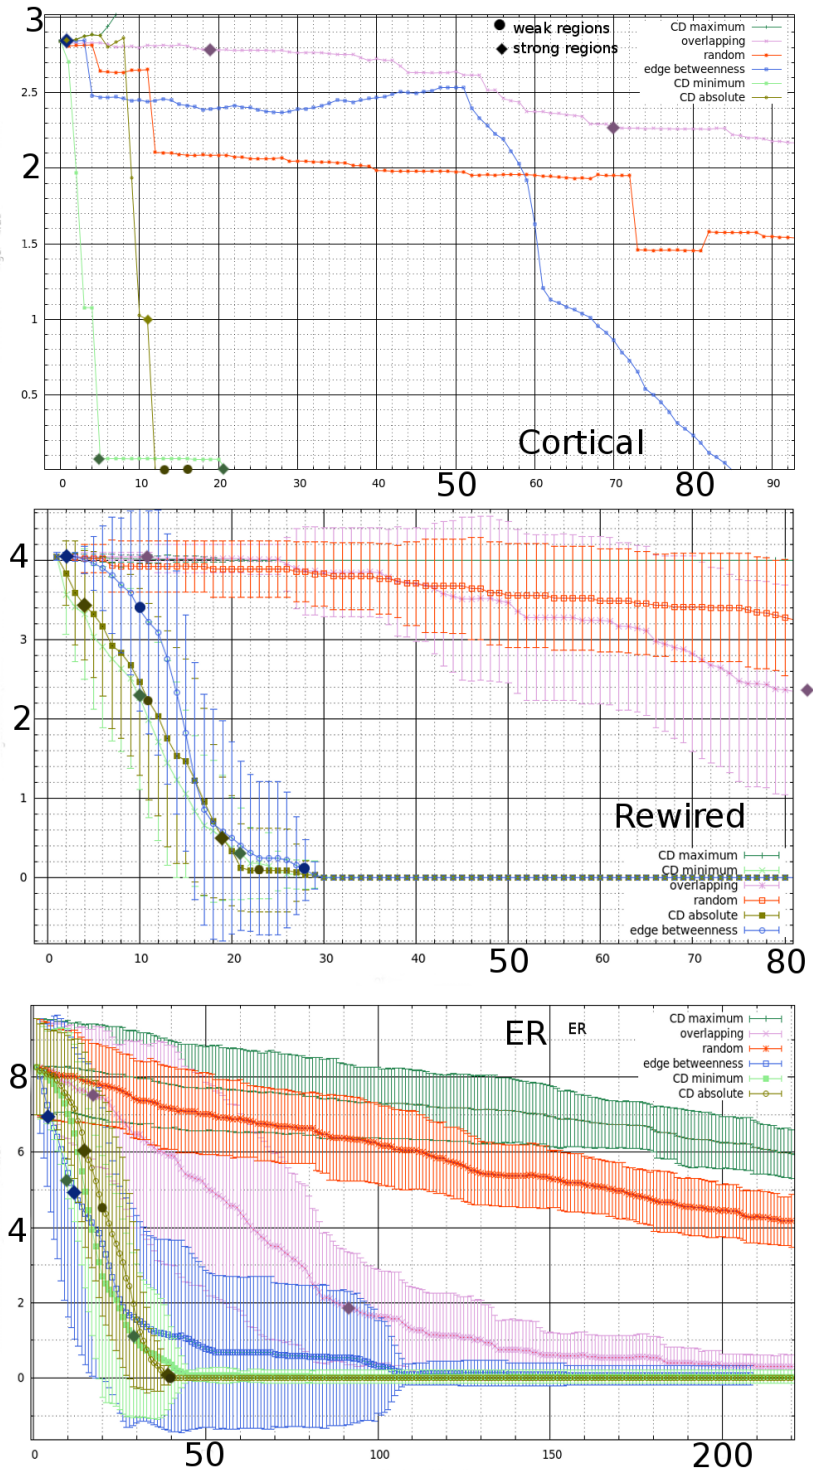 3
weak regions
strong regions
CD maximum
overlapping
random
edge betweenness
CD minimum
CD absolute
2.5
2
1.5
1
0.5
Cortical
0 10 20 30 40 50 60 70 80 90
4
3
2
1
0
Rewired
CD maximum
CD minimum
overlapping
random
CD absolute
edge betweenness
0 10 20 30 40 50 60 70 80
ER ER
CD maximum
overlapping
random
edge betweenness
CD minimum
CD absolute
8
6
4
2
0
0 50 100 150 200